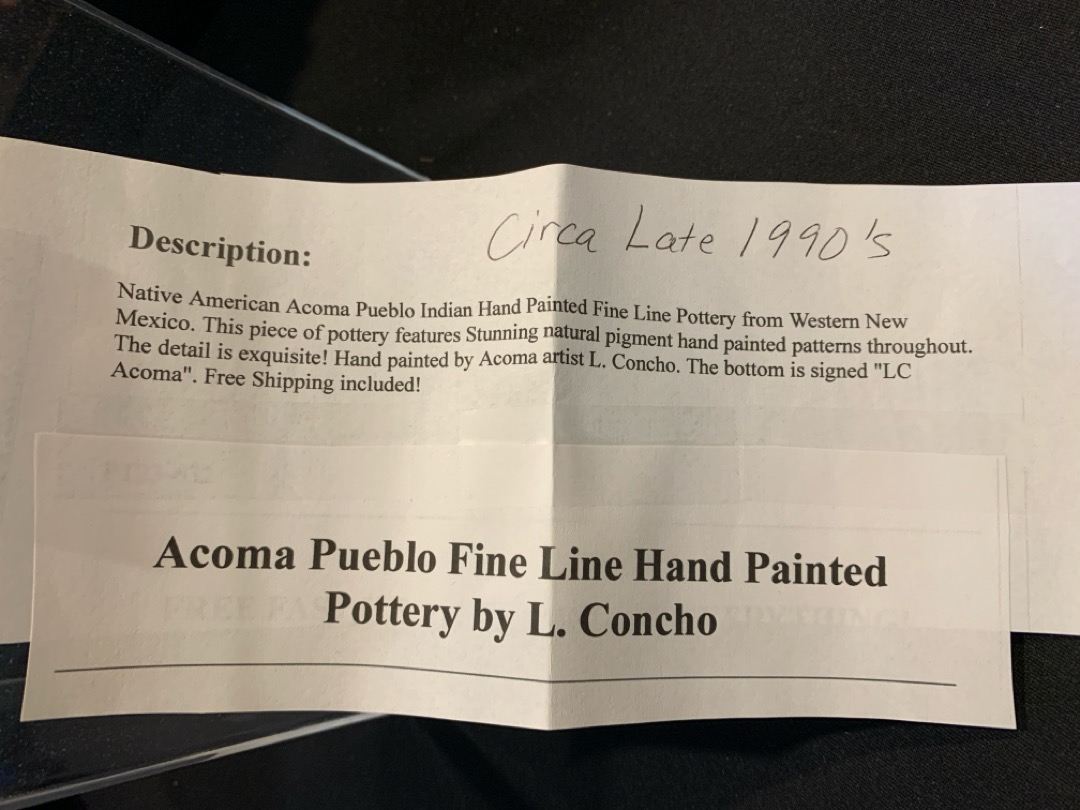 Circa Late 1990's
Description:
Native American Acoma Pueblo Indian Hand Painted Fine Line Pottery from Western New
Mexico. This piece of pottery features Stunning natural pigment hand painted patterns throughout.
The detail is exquisite! Hand painted by Acoma artist L. Concho. The bottom is signed "LC
Acoma". Free Shipping included!
Acoma Pueblo Fine Line Hand Painted
Pottery by L. Concho